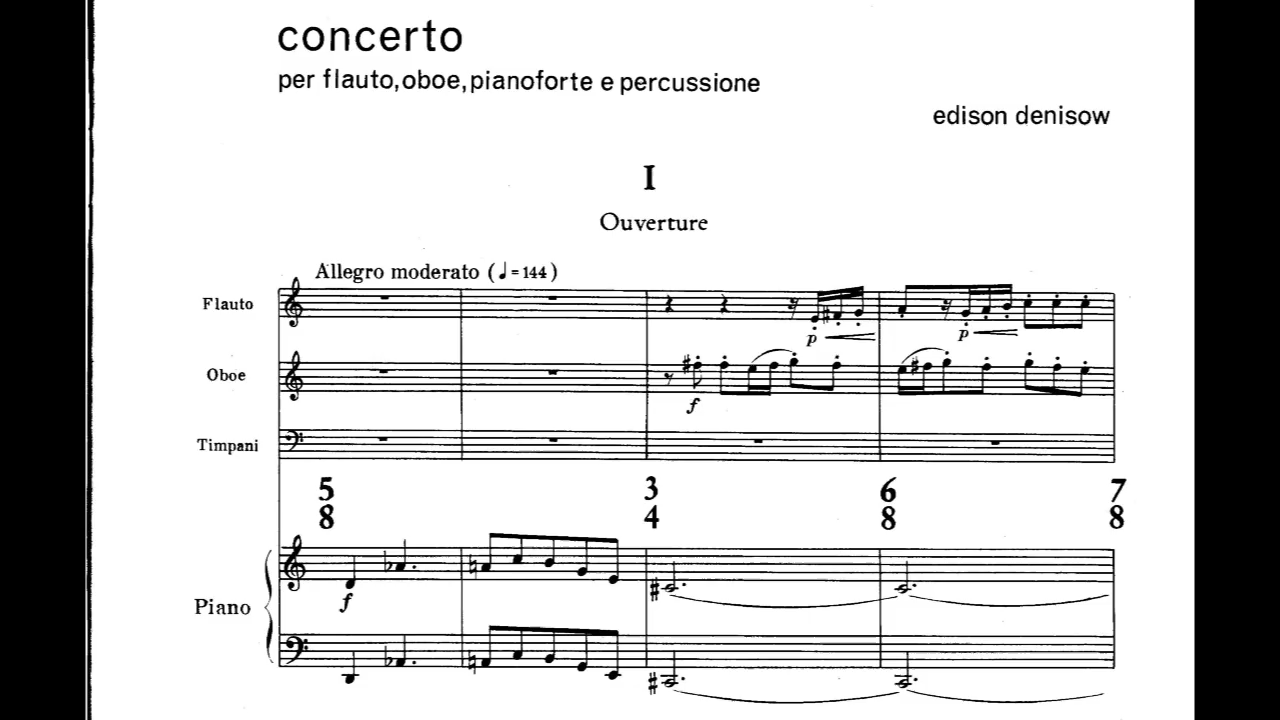 concerto
per flauto, oboe, pianoforte e percussione
edison denisow
I
Ouverture
Allegro moderato (♩=144)
Flauto
p
p
Oboe
f
Timpani
5 3 6 7
8 4 8 8
Piano
f